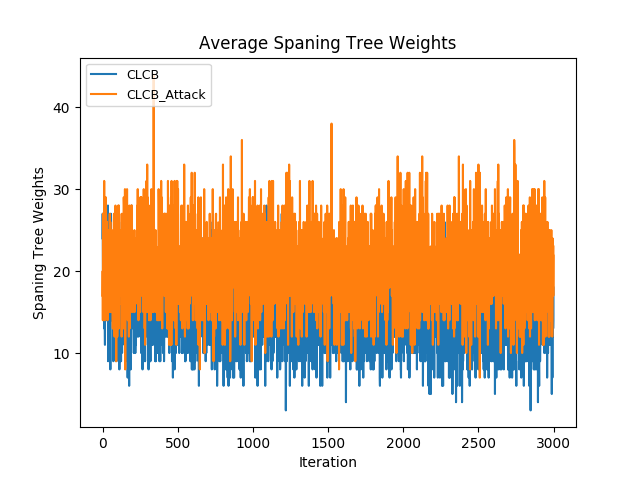 Average Spaning Tree Weights
CLCB
CLCB_Attack
Spaning Tree Weights
40
30
20
10
0
500
1000
1500
2000
2500
3000
Iteration